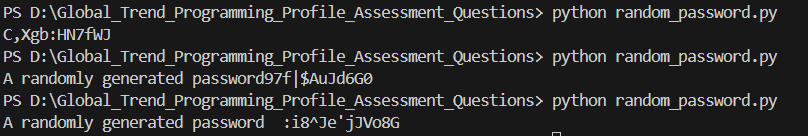 PS D:\Global_Trend_Programming_Profile_Assessment_Questions> python random_password.py
C,Xgb:HN7fWJ
PS D:\Global_Trend_Programming_Profile_Assessment_Questions> python random_password.py
A randomly generated password97f|$AuJd6G0
PS D:\Global_Trend_Programming_Profile_Assessment_Questions> python random_password.py
A randomly generated password  :i8^Je'jJVo8G